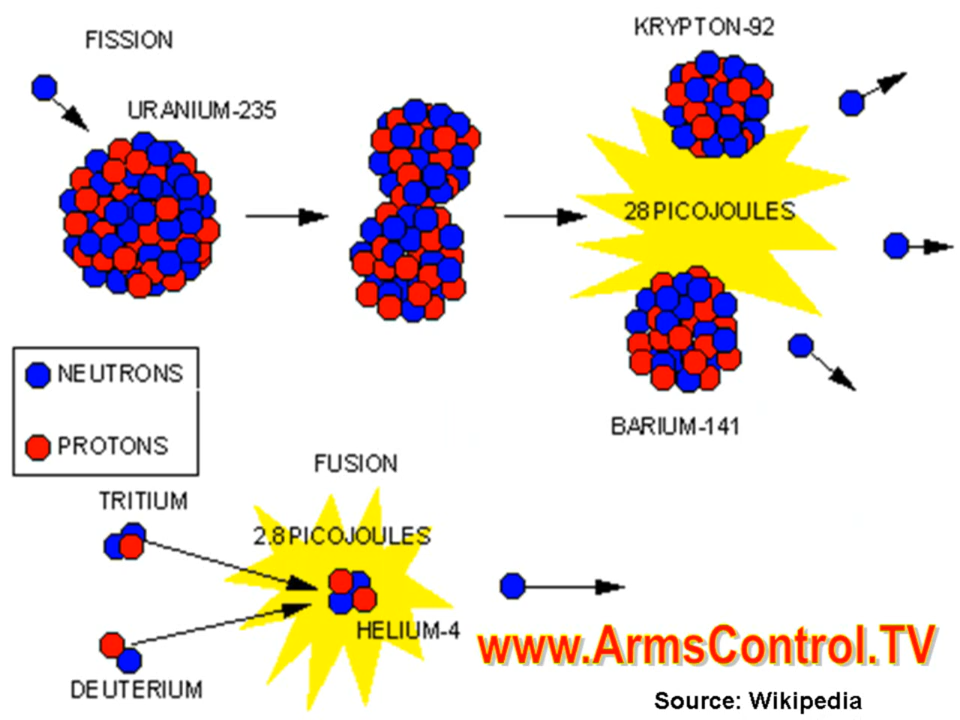 FISSION
KRYPTON-92
URANIUM-235
28 PICOJOULES
NEUTRONS
PROTONS
BARIUM-141
FUSION
TRITIUM
2.8 PICOJOULES
HELIUM-4
DEUTERIUM
www.ArmsControl.TV
Source: Wikipedia